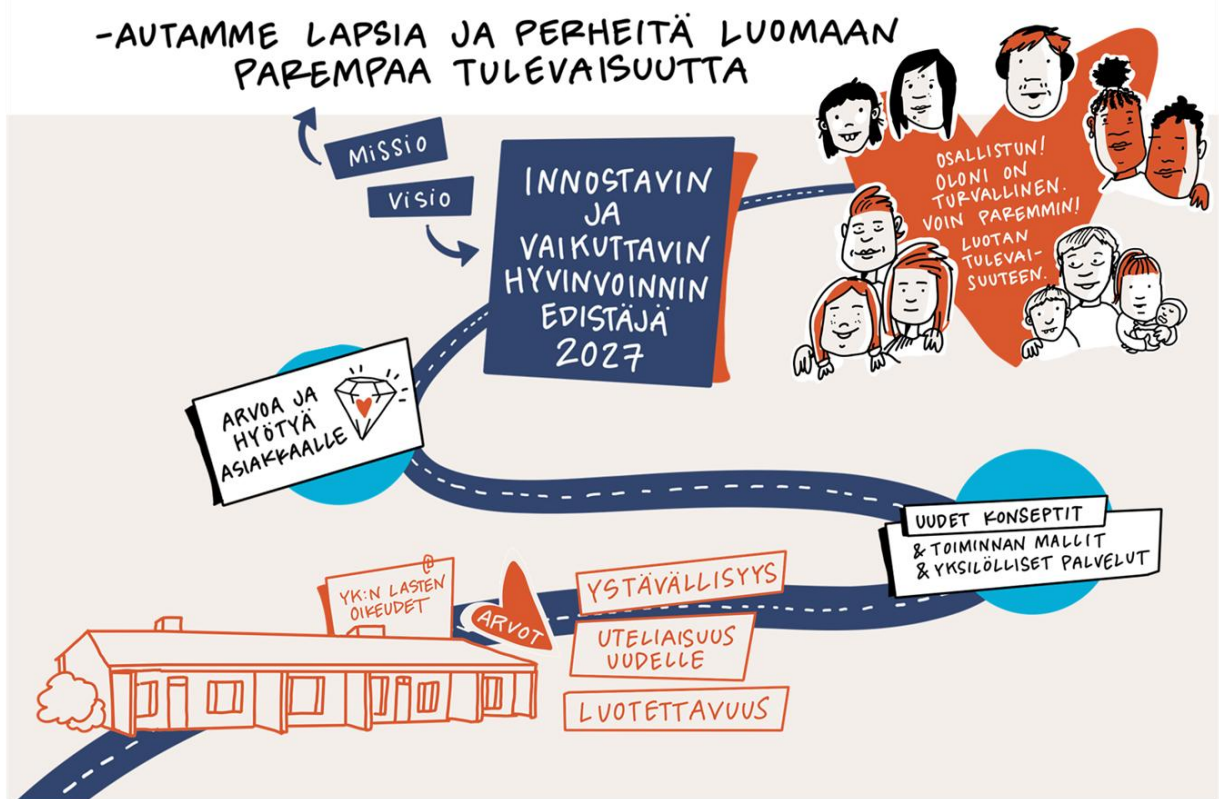 -AUTAMME LAPSIA JA PERHEITÄ LUOMAAN
PAREMPAA TULEVAISUUTTA
MISSIO
VISIO
INNOSTAVIN
JA
VAIKUTTAVIN
HYVINVOINNIN
EDISTÄJÄ
2027
OSALLISTUN!
OLONI ON
TURVALLINEN.
VOIN PAREMMIN!
LUOTAN
TULEVAI-
SUUTEEN.
ARVOA JA
HYÖTYÄ
ASIAKKAALLE
UUDET KONSEPTIT
& TOIMINNAN MALLIT
& YKSILÖLLISET PALVELUT
@
YK:N LASTEN
OIKEUDET
ARVOT
YSTÄVÄLLISYYS
UTELIAISUUS
UUDELLE
LUOTETTAVUUS